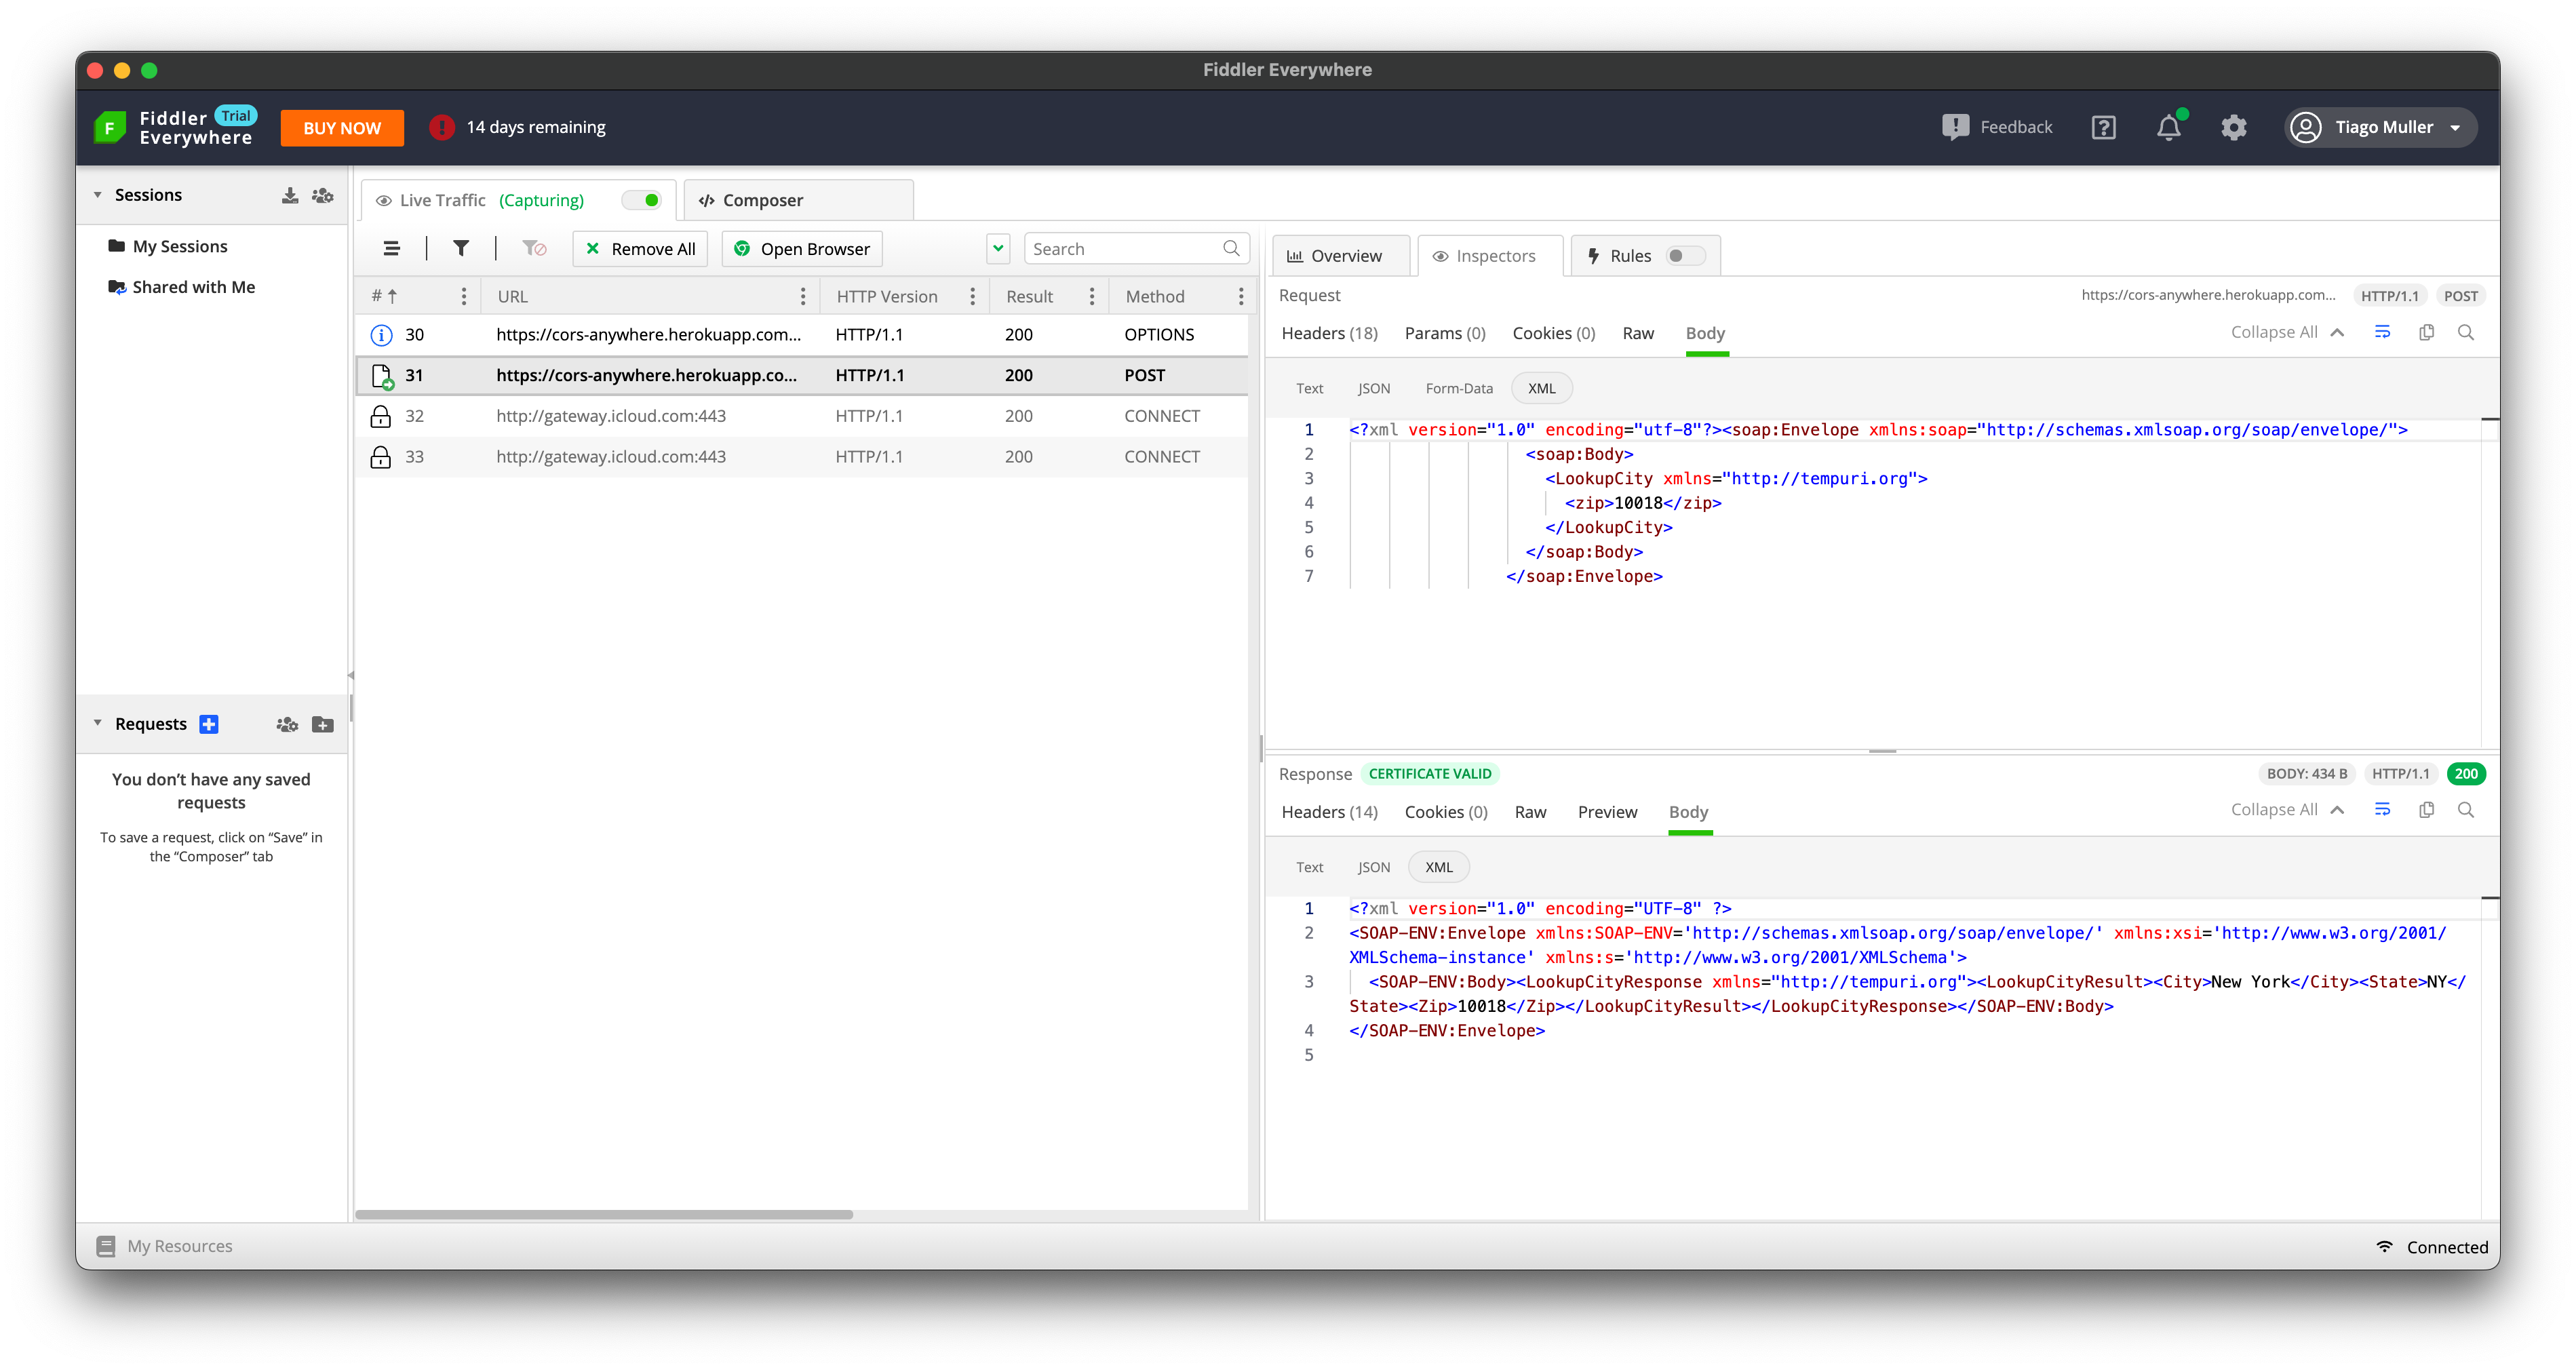 Fiddler Everywhere
Fiddler Trial
Everywhere
BUY NOW
! 14 days remaining
Feedback
?
Tiago Muller
Sessions
My Sessions
Shared with Me
Requests
You don’t have any saved
requests
To save a request, click on “Save” in
the “Composer” tab
Live Traffic (Capturing)
Composer
Remove All
Open Browser
Search
# URL HTTP Version Result Method
30 https://cors-anywhere.herokuapp.com... HTTP/1.1 200 OPTIONS
31 https://cors-anywhere.herokuapp.co... HTTP/1.1 200 POST
32 http://gateway.icloud.com:443 HTTP/1.1 200 CONNECT
33 http://gateway.icloud.com:443 HTTP/1.1 200 CONNECT
Overview
Inspectors
Rules
Request https://cors-anywhere.herokuapp.com... HTTP/1.1 POST
Headers (18) Params (0) Cookies (0) Raw Body Collapse All
Text JSON Form-Data XML
1 <?xml version="1.0" encoding="utf-8"?><soap:Envelope xmlns:soap="http://schemas.xmlsoap.org/soap/envelope/">
2 <soap:Body>
3 <LookupCity xmlns="http://tempuri.org">
4 <zip>10018</zip>
5 </LookupCity>
6 </soap:Body>
7 </soap:Envelope>
Response CERTIFICATE VALID BODY: 434 B HTTP/1.1 200
Headers (14) Cookies (0) Raw Preview Body Collapse All
Text JSON XML
1 <?xml version="1.0" encoding="UTF-8" ?>
2 <SOAP-ENV:Envelope xmlns:SOAP-ENV='http://schemas.xmlsoap.org/soap/envelope/' xmlns:xsi='http://www.w3.org/2001/
XMLSchema-instance' xmlns:s='http://www.w3.org/2001/XMLSchema'>
3 <SOAP-ENV:Body><LookupCityResponse xmlns="http://tempuri.org"><LookupCityResult><City>New York</City><State>NY</
State><Zip>10018</Zip></LookupCityResult></LookupCityResponse></SOAP-ENV:Body>
4 </SOAP-ENV:Envelope>
5
My Resources
Connected